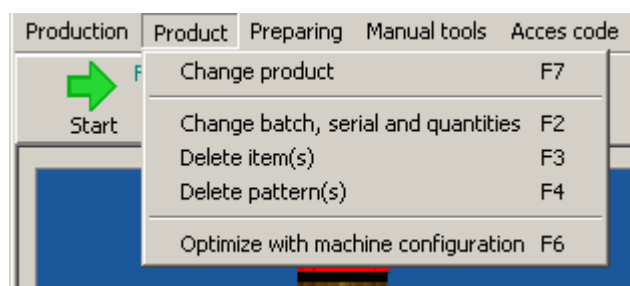 Production Product Preparing Manual tools Acces code
Change product F7
Start
Change batch, serial and quantities F2
Delete item(s) F3
Delete pattern(s) F4
Optimize with machine configuration F6